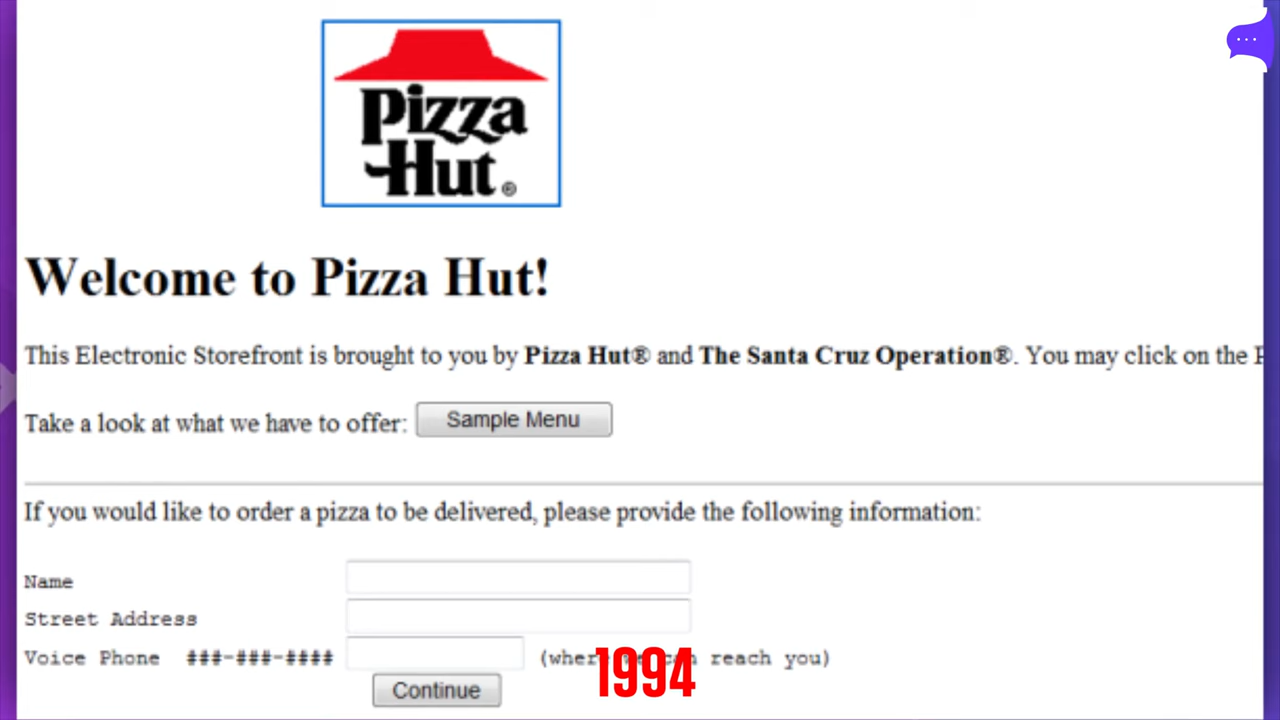 Pizza
Hut®
Welcome to Pizza Hut!
This Electronic Storefront is brought to you by Pizza Hut® and The Santa Cruz Operation®. You may click on the
Take a look at what we have to offer: Sample Menu
If you would like to order a pizza to be delivered, please provide the following information:
Name
Street Address
Voice Phone ###-###-#### (where we can reach you)
1994
Continue